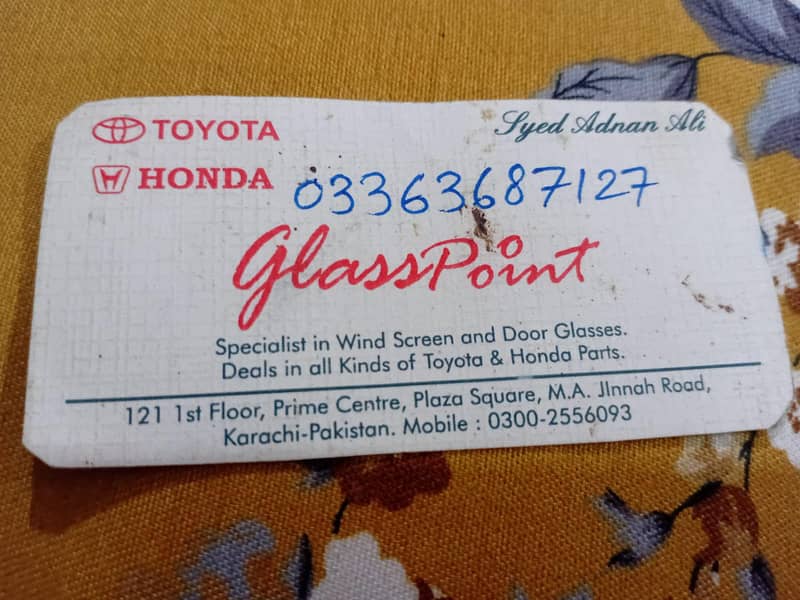 TOYOTA
Syed Adnan Ali
HONDA
03363687127
GlassPoint
Specialist in Wind Screen and Door Glasses.
Deals in all Kinds of Toyota & Honda Parts.
121 1st Floor, Prime Centre, Plaza Square, M.A. JInnah Road,
Karachi-Pakistan. Mobile : 0300-2556093